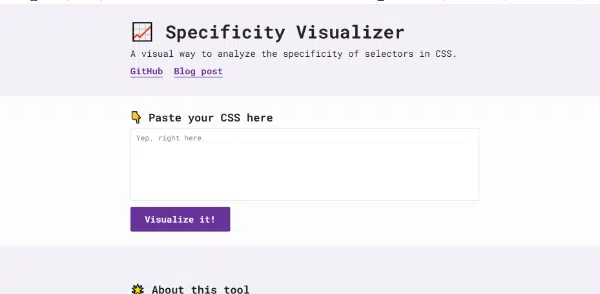 Specificity Visualizer
A visual way to analyze the specificity of selectors in CSS.
GitHub Blog post
Paste your CSS here
Yep, right here.
Visualize it!
About this tool